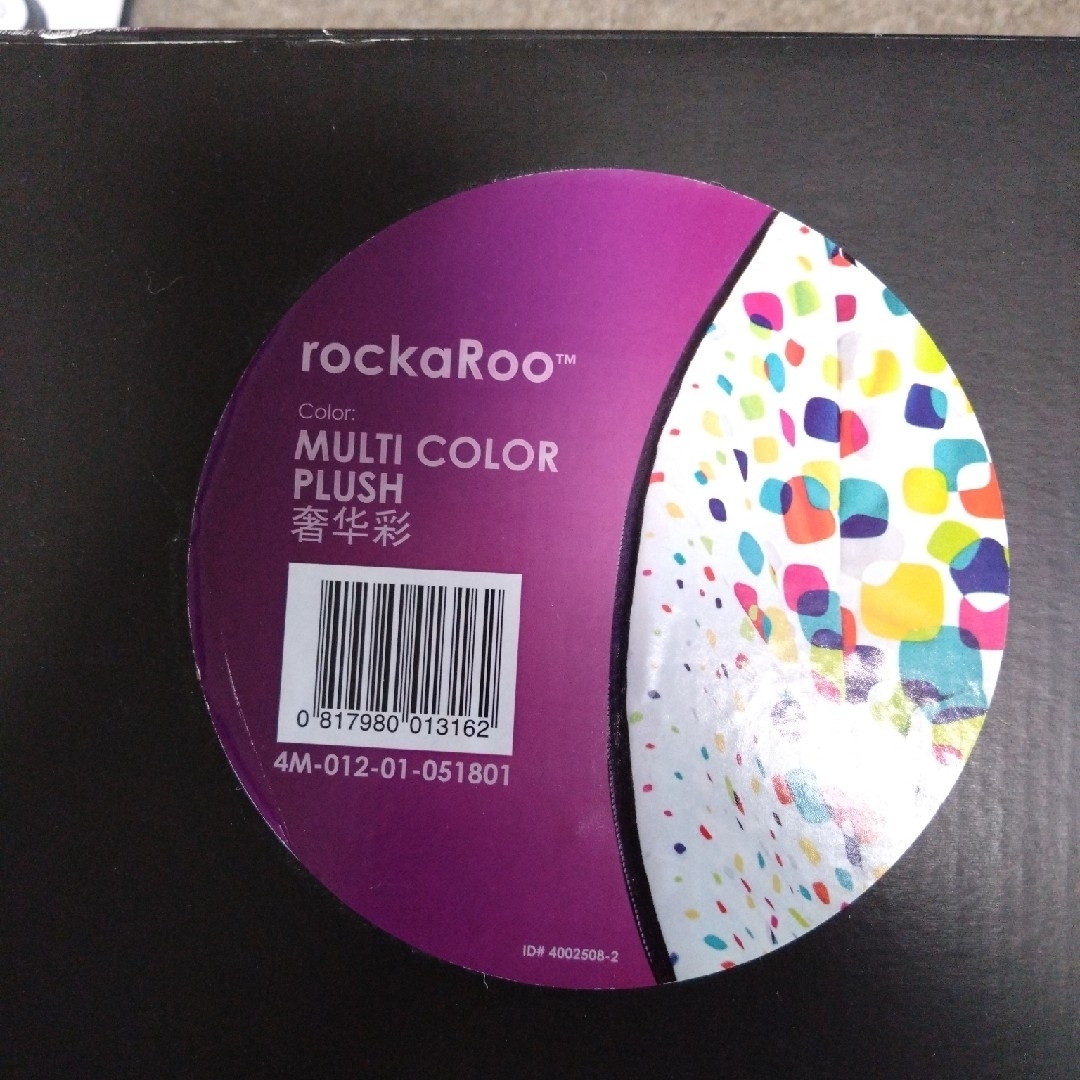 rockaRoo™
Color:
MULTI COLOR
PLUSH
奢华彩
0 817980 013162
4M-012-01-051801
ID# 4002508-2